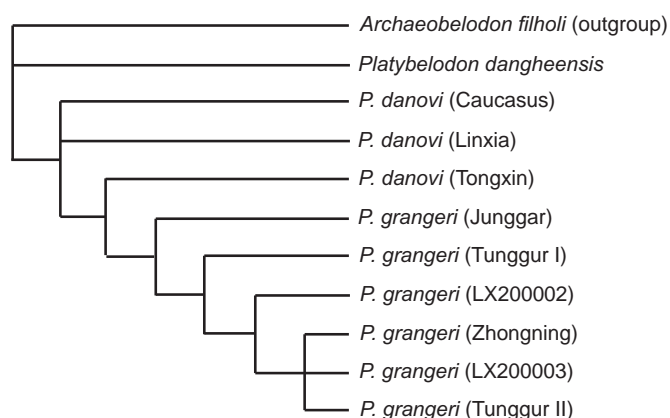 Archaeobelodon filholi (outgroup)
Platybelodon dangheensis
P. danovi (Caucasus)
P. danovi (Linxia)
P. danovi (Tongxin)
P. grangeri (Junggar)
P. grangeri (Tunggur I)
P. grangeri (LX200002)
P. grangeri (Zhongning)
P. grangeri (LX200003)
P. grangeri (Tunggur II)